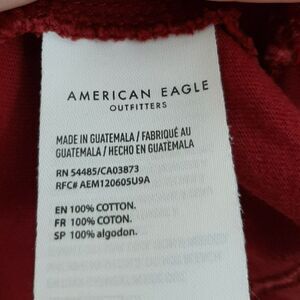 AMERICAN EAGLE
OUTFITTERS
MADE IN GUATEMALA / FABRIQUÉ AU
GUATEMALA / HECHO EN GUATEMALA
RN 54485/CA03873
RFC# AEM120605U9A
EN 100% COTTON.
FR 100% COTON.
SP 100% algodon.